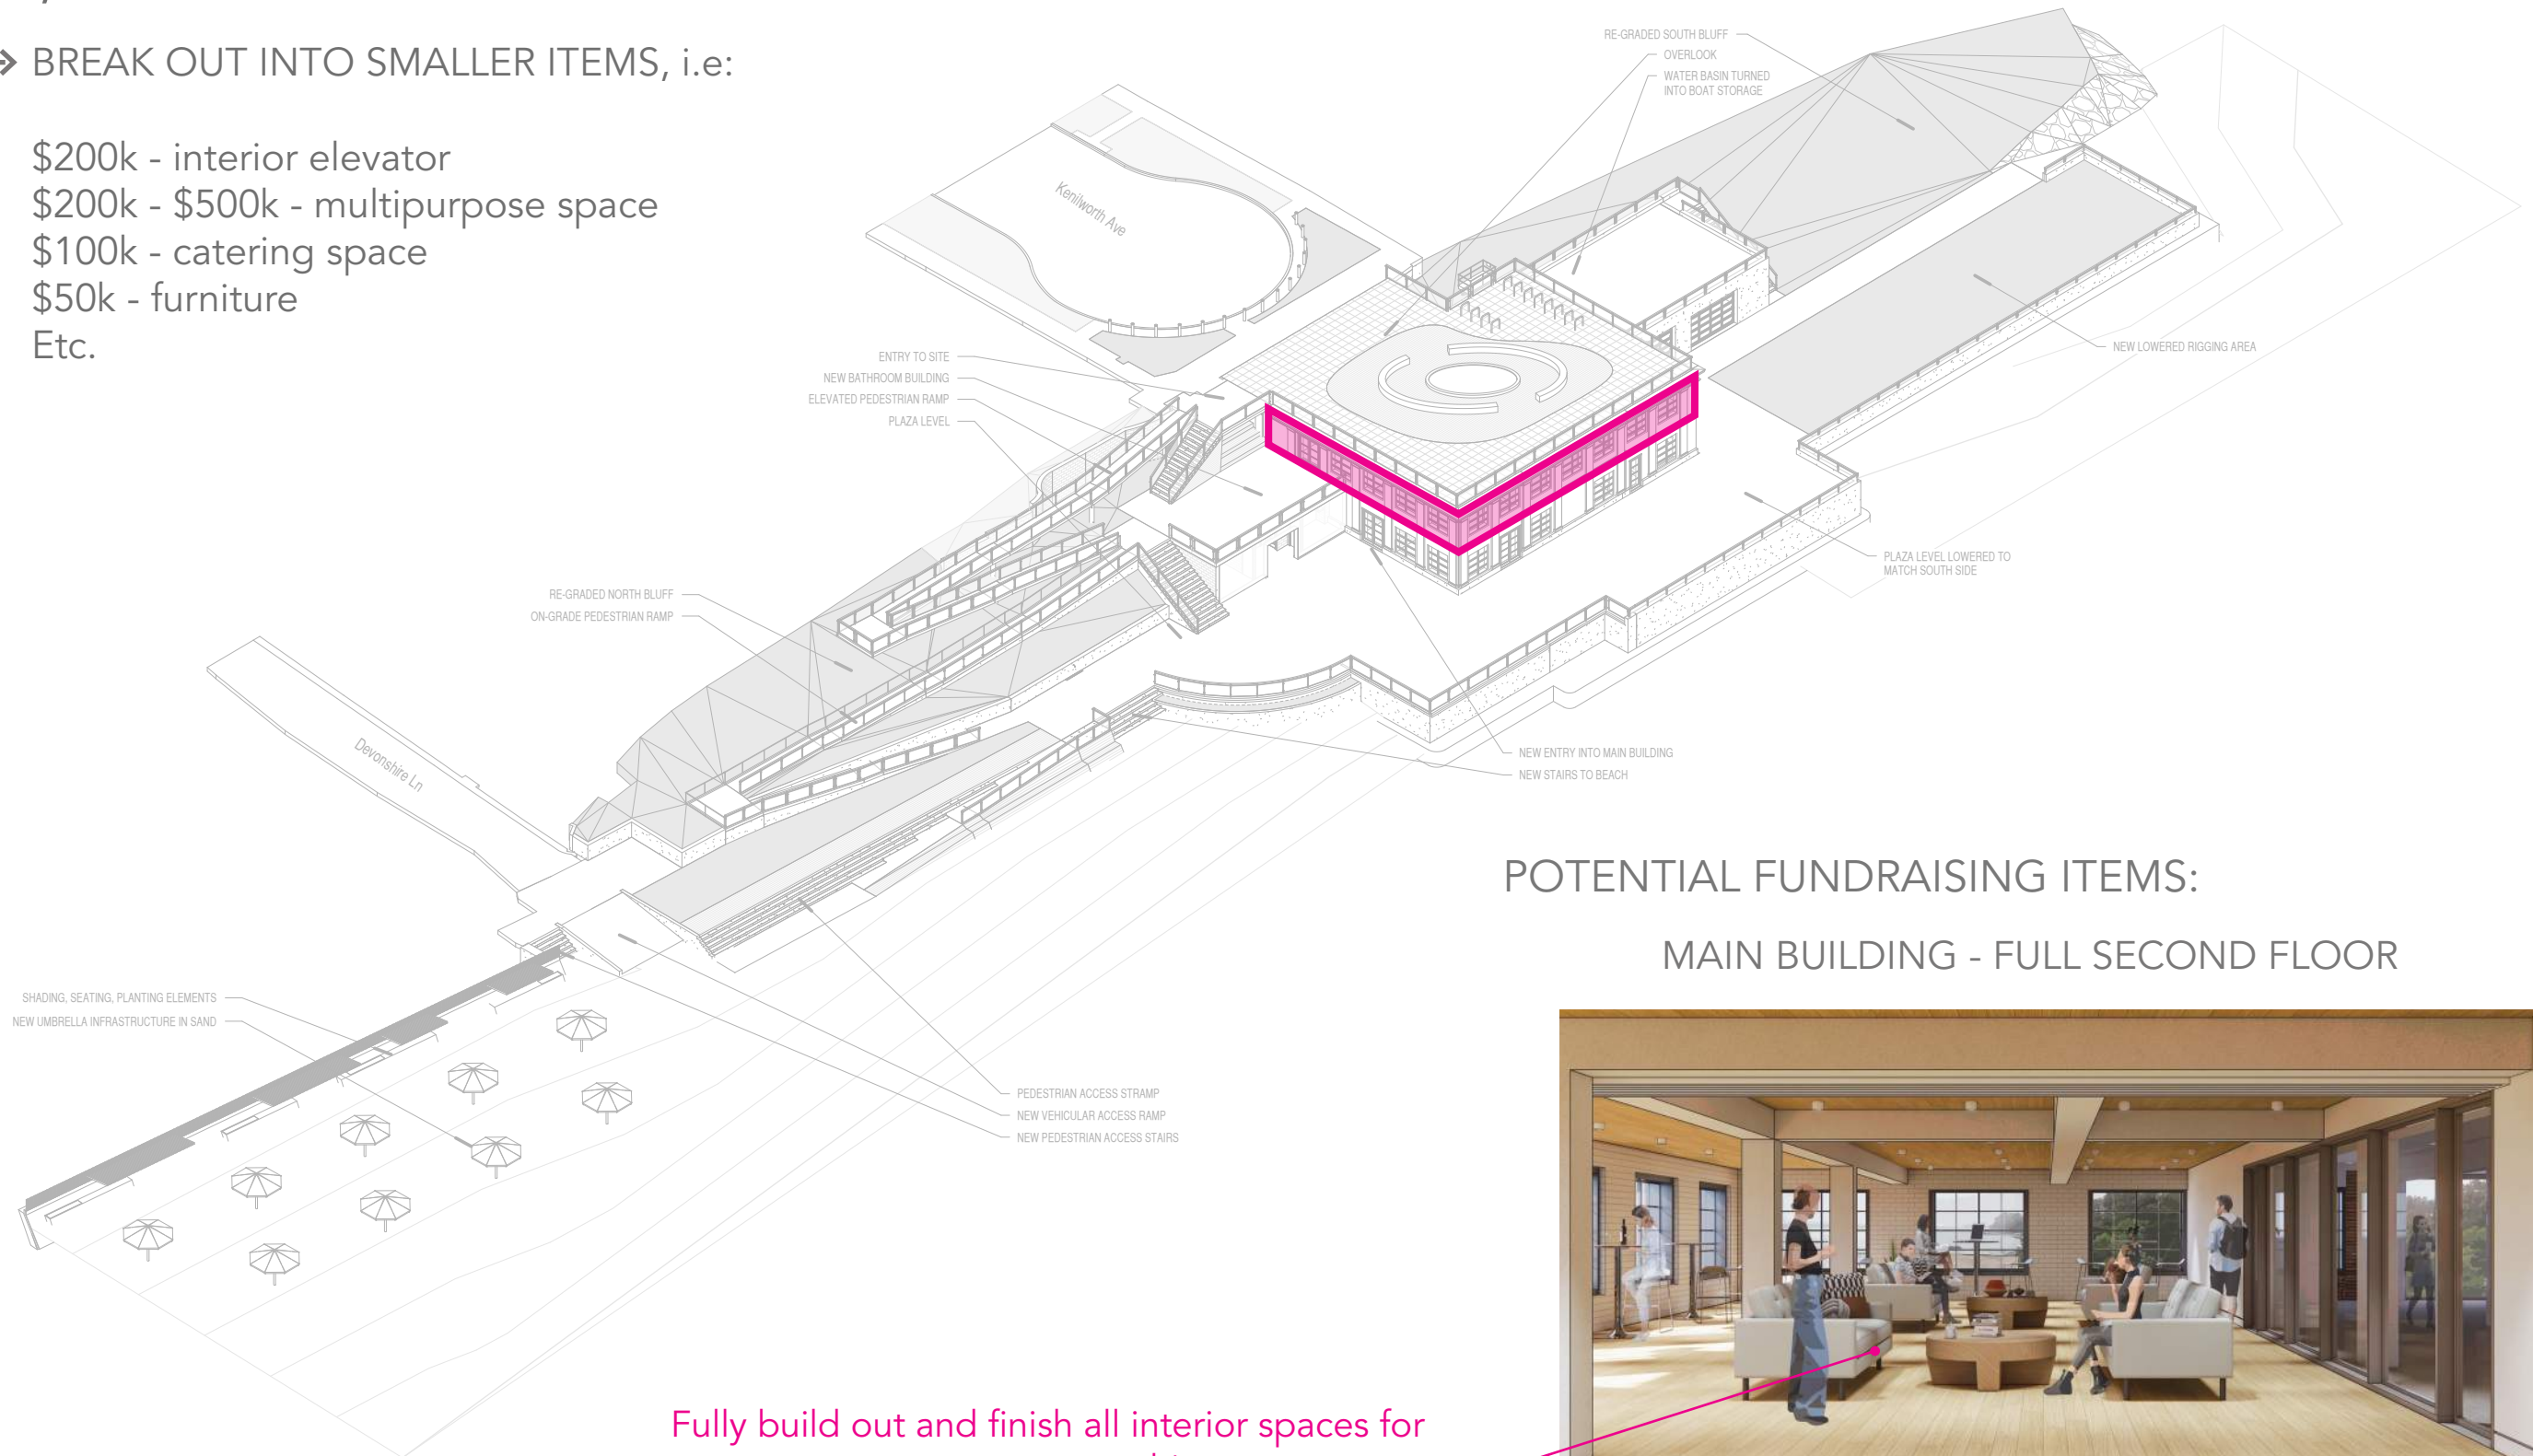 BREAK OUT INTO SMALLER ITEMS, i.e:
$200k - interior elevator
$200k - $500k - multipurpose space
$100k - catering space
$50k - furniture
Etc.
RE-GRADED SOUTH BLUFF
OVERLOOK
WATER BASIN TURNED
INTO BOAT STORAGE
Kenilworth Ave
NEW LOWERED RIGGING AREA
ENTRY TO SITE
NEW BATHROOM BUILDING
ELEVATED PEDESTRIAN RAMP
PLAZA LEVEL
PLAZA LEVEL LOWERED TO
MATCH SOUTH SIDE
RE-GRADED NORTH BLUFF
ON-GRADE PEDESTRIAN RAMP
Devonshire Ln
NEW ENTRY INTO MAIN BUILDING
NEW STAIRS TO BEACH
POTENTIAL FUNDRAISING ITEMS:
MAIN BUILDING - FULL SECOND FLOOR
SHADING, SEATING, PLANTING ELEMENTS
NEW UMBRELLA INFRASTRUCTURE IN SAND
PEDESTRIAN ACCESS STRAMP
NEW VEHICULAR ACCESS RAMP
NEW PEDESTRIAN ACCESS STAIRS
Fully build out and finish all interior spaces for